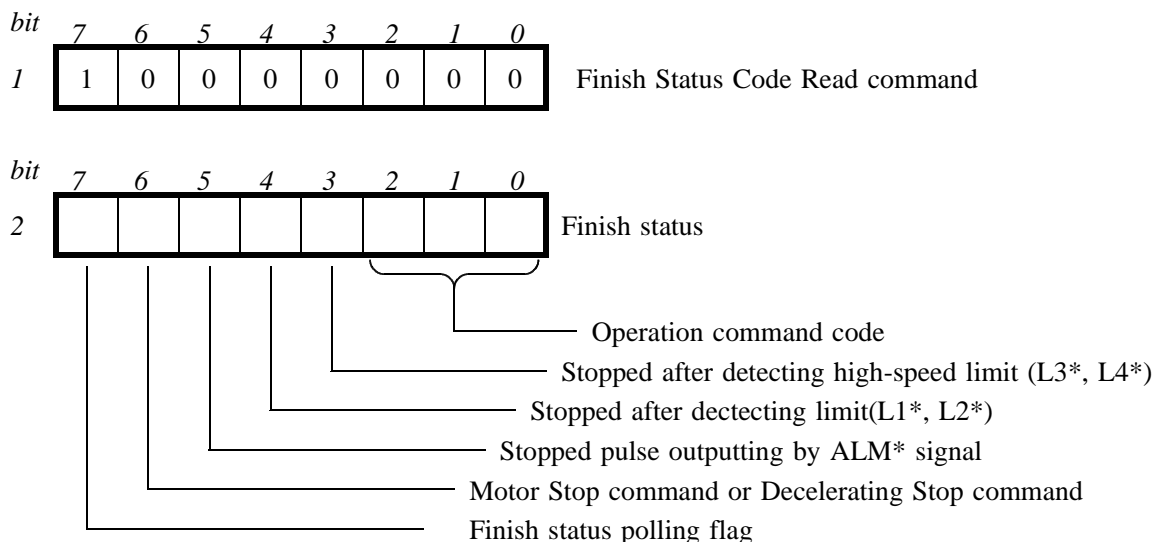 bit 7 6 5 4 3 2 1 0
1 1 0 0 0 0 0 0 0 Finish Status Code Read command
bit 7 6 5 4 3 2 1 0
2 Finish status
Operation command code
Stopped after detecting high-speed limit (L3*, L4*)
Stopped after dectecting limit(L1*, L2*)
Stopped pulse outputting by ALM* signal
Motor Stop command or Decelerating Stop command
Finish status polling flag